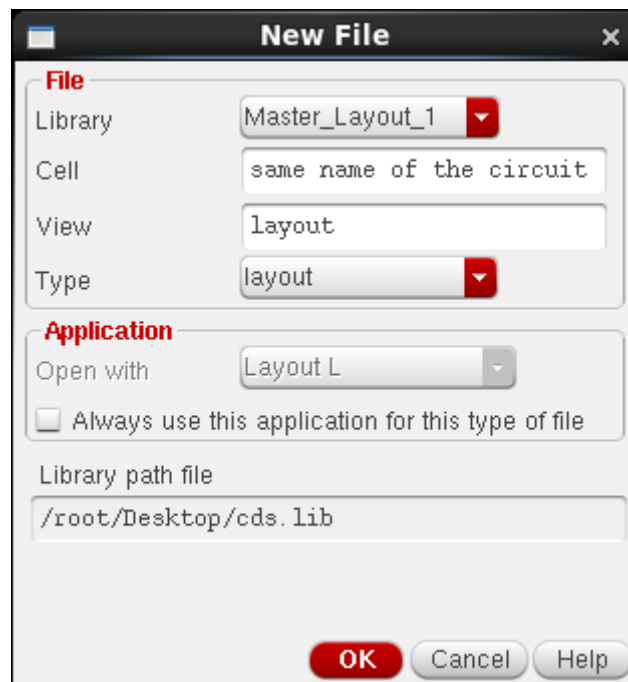 New File
File
Library Master_Layout_1
Cell same name of the circuit
View layout
Type layout
Application
Open with Layout L
Always use this application for this type of file
Library path file
/root/Desktop/cds.lib
OK Cancel Help